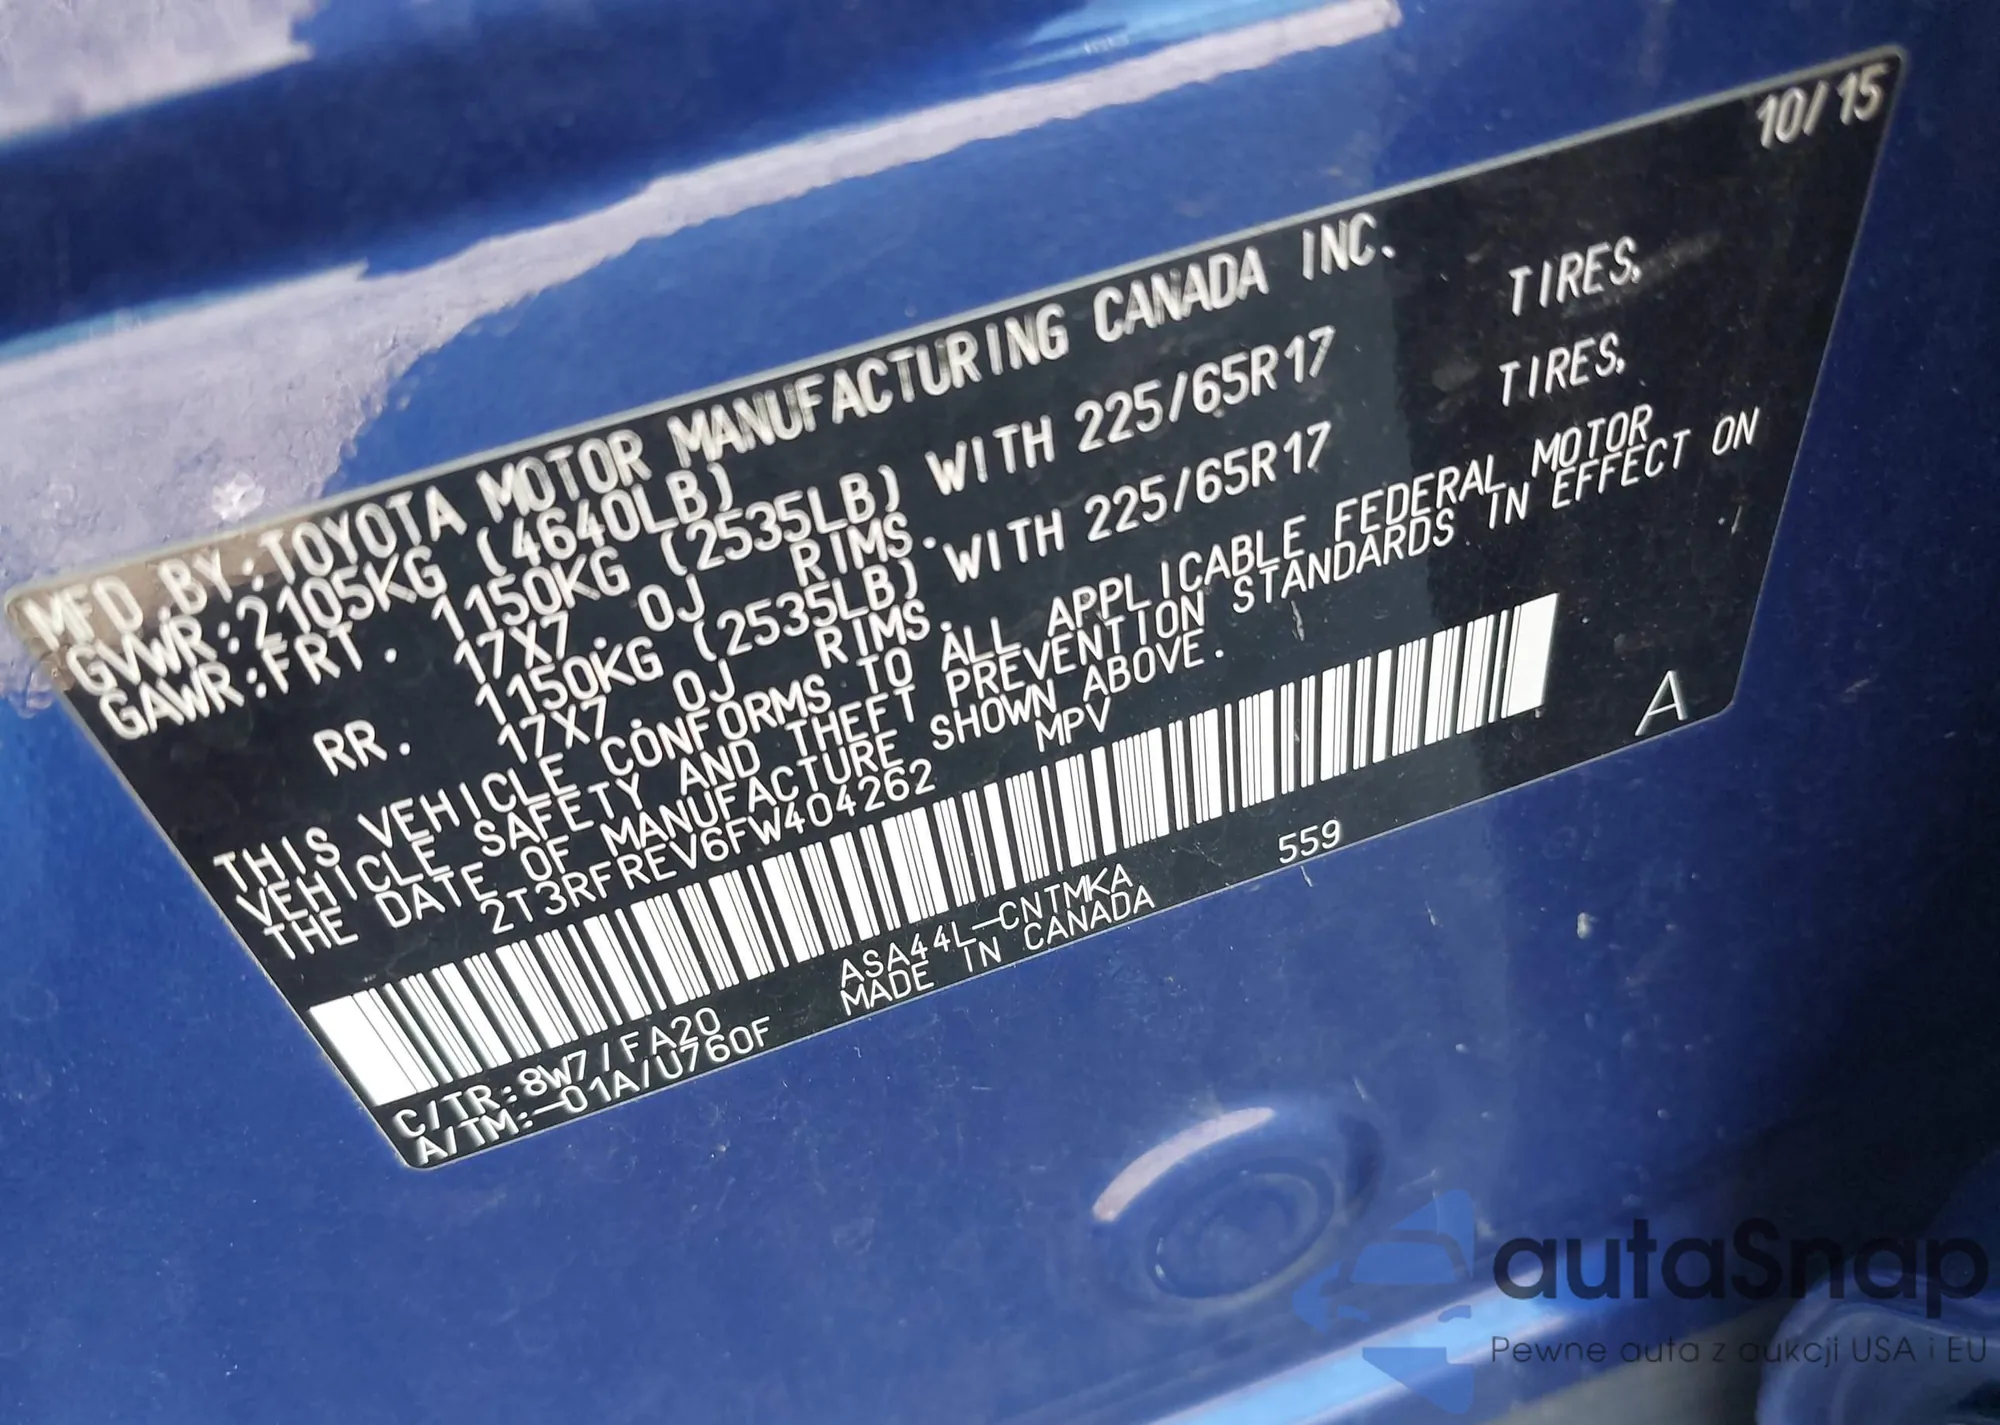 10/15
MFD.BY:TOYOTA MOTOR MANUFACTURING CANADA INC.
GVWR:2105KG (4640LB)
GAWR:FRT. 1150KG (2535LB) WITH 225/65R17 TIRES,
17X7.0J RIMS.
RR. 1150KG (2535LB) WITH 225/65R17 TIRES,
17X7.0J RIMS.
THIS VEHICLE CONFORMS TO ALL APPLICABLE FEDERAL MOTOR
VEHICLE SAFETY AND THEFT PREVENTION STANDARDS IN EFFECT ON
THE DATE OF MANUFACTURE SHOWN ABOVE.
2T3RFREV6FW404262 MPV
A
C/TR:8W7/FA20 ASA44L-CNTMKA 559
A/TM:-01A/U760F MADE IN CANADA
autaSnap
Pewne auta z aukcji USA i EU